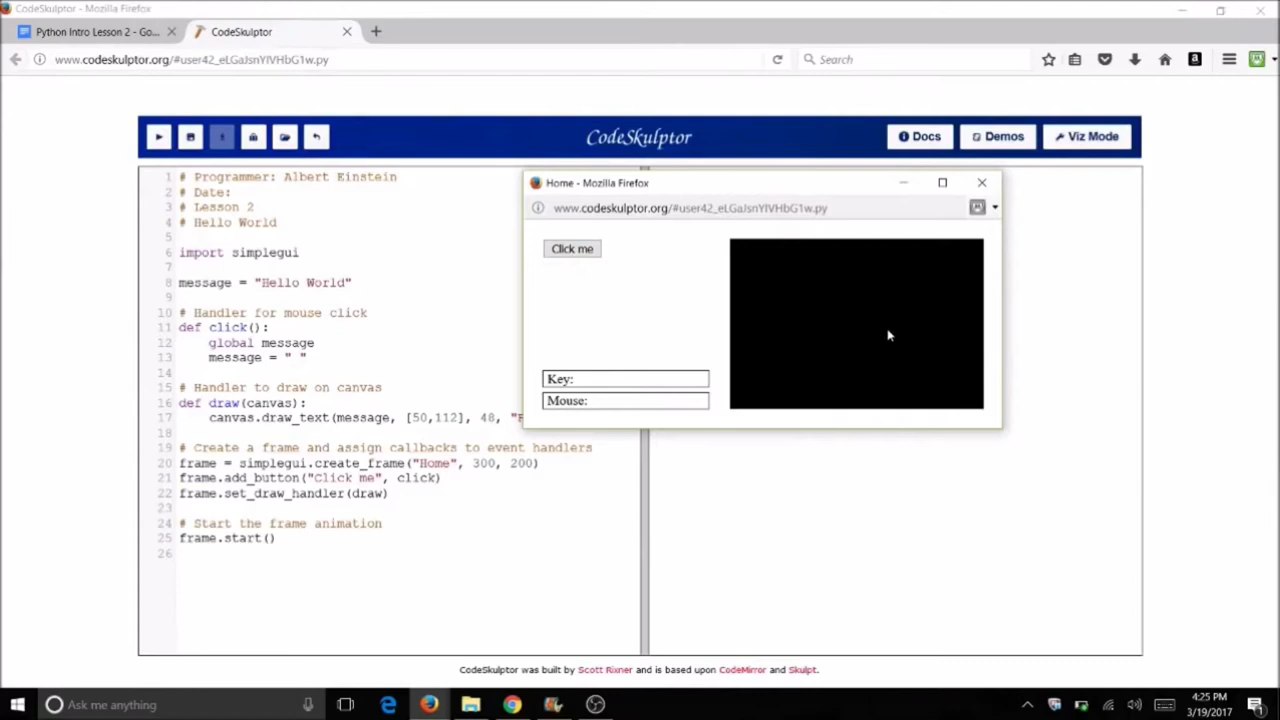 CodeSkulptor - Mozilla Firefox
Python Intro Lesson 2 - Go...
CodeSkulptor
www.codeskulptor.org/#user42_eLGaJsnYIVHbG1w.py
Search
CodeSkulptor
Docs
Demos
Viz Mode
1 # Programmer: Albert Einstein
2 # Date:
3 # Lesson 2
4 # Hello World
5
6 import simplegui
7
8 message = "Hello World"
9
10 # Handler for mouse click
11 def click():
12 global message
13 message = " "
14
15 # Handler to draw on canvas
16 def draw(canvas):
17 canvas.draw_text(message, [50,112], 48, "
18
19 # Create a frame and assign callbacks to event handlers
20 frame = simplegui.create_frame("Home", 300, 200)
21 frame.add_button("Click me", click)
22 frame.set_draw_handler(draw)
23
24 # Start the frame animation
25 frame.start()
26
Home - Mozilla Firefox
www.codeskulptor.org/#user42_eLGaJsnYIVHbG1w.py
Click me
Key:
Mouse:
CodeSkulptor was built by Scott Rixner and is based upon CodeMirror and Skulpt.
Ask me anything
4:25 PM
3/19/2017